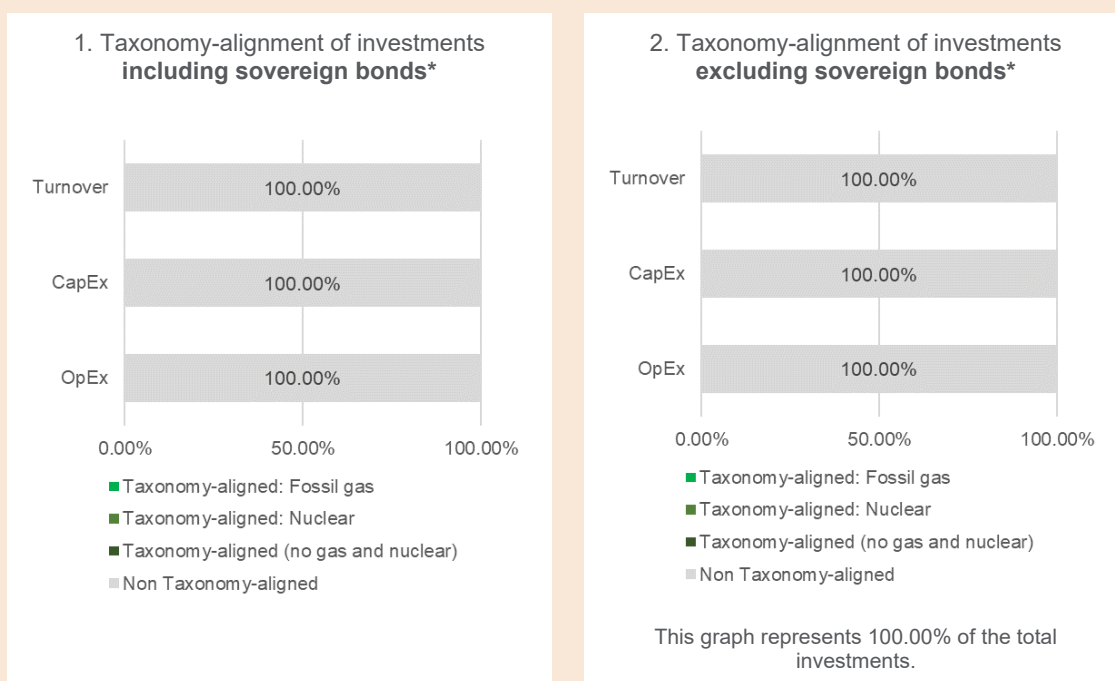 1. Taxonomy-alignment of investments
including sovereign bonds*
Turnover
100.00%
CapEx
100.00%
OpEx
100.00%
0.00%
50.00%
100.00%
Taxonomy-aligned: Fossil gas
Taxonomy-aligned: Nuclear
Taxonomy-aligned (no gas and nuclear)
Non Taxonomy-aligned
2. Taxonomy-alignment of investments
excluding sovereign bonds*
Turnover
100.00%
CapEx
100.00%
OpEx
100.00%
0.00%
50.00%
100.00%
Taxonomy-aligned: Fossil gas
Taxonomy-aligned: Nuclear
Taxonomy-aligned (no gas and nuclear)
Non Taxonomy-aligned
This graph represents 100.00% of the total
investments.